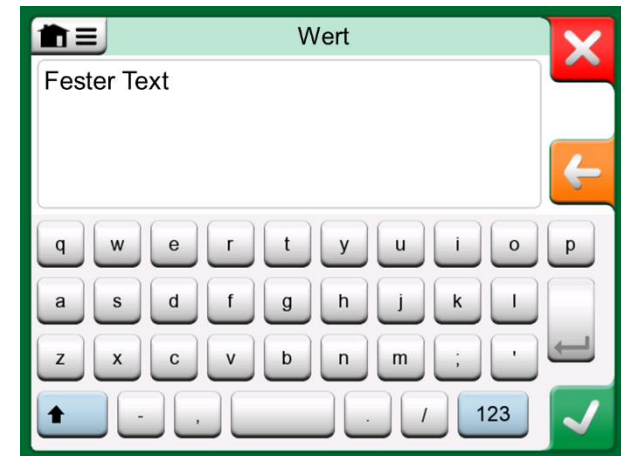 Wert
Fester Text
q w e r t y u i o p
a s d f g h j k l
z x c v b n m ; '
- , . / 123